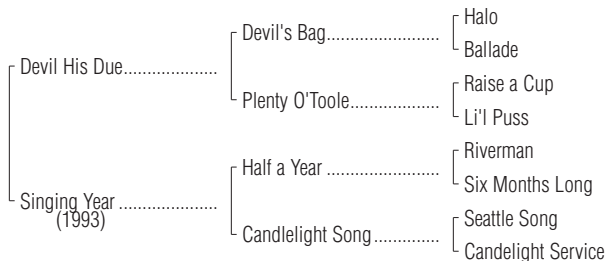 Halo
Devil's Bag....................
Ballade
Devil His Due....................
Raise a Cup
Plenty O'Toole..................
Li'l Puss
Riverman
Half a Year .......................
Six Months Long
Singing Year .....................
(1993)
Seattle Song
Candlelight Song..............
Candelight Service